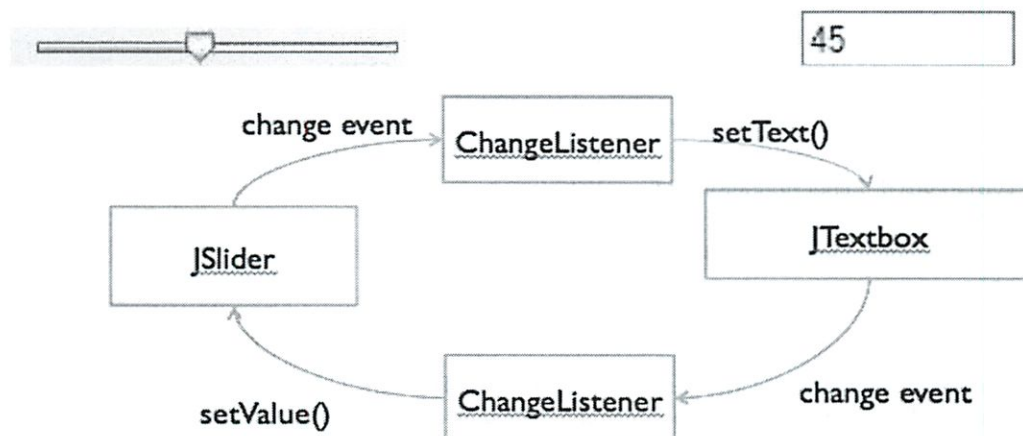 45
change event
ChangeListener
setText()
JSlider
JTextbox
setValue()
ChangeListener
change event